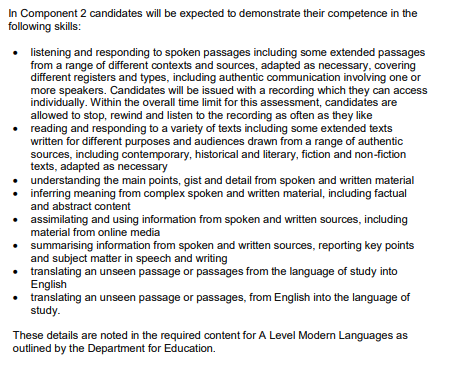 In Component 2 candidates will be expected to demonstrate their competence in the
following skills:
• listening and responding to spoken passages including some extended passages
from a range of different contexts and sources, adapted as necessary, covering
different registers and types, including authentic communication involving one or
more speakers. Candidates will be issued with a recording which they can access
individually. Within the overall time limit for this assessment, candidates are
allowed to stop, rewind and listen to the recording as often as they like
• reading and responding to a variety of texts including some extended texts
written for different purposes and audiences drawn from a range of authentic
sources, including contemporary, historical and literary, fiction and non-fiction
texts, adapted as necessary
• understanding the main points, gist and detail from spoken and written material
• inferring meaning from complex spoken and written material, including factual
and abstract content
• assimilating and using information from spoken and written sources, including
material from online media
• summarising information from spoken and written sources, reporting key points
and subject matter in speech and writing
• translating an unseen passage or passages from the language of study into
English
• translating an unseen passage or passages, from English into the language of
study.
These details are noted in the required content for A Level Modern Languages as
outlined by the Department for Education.